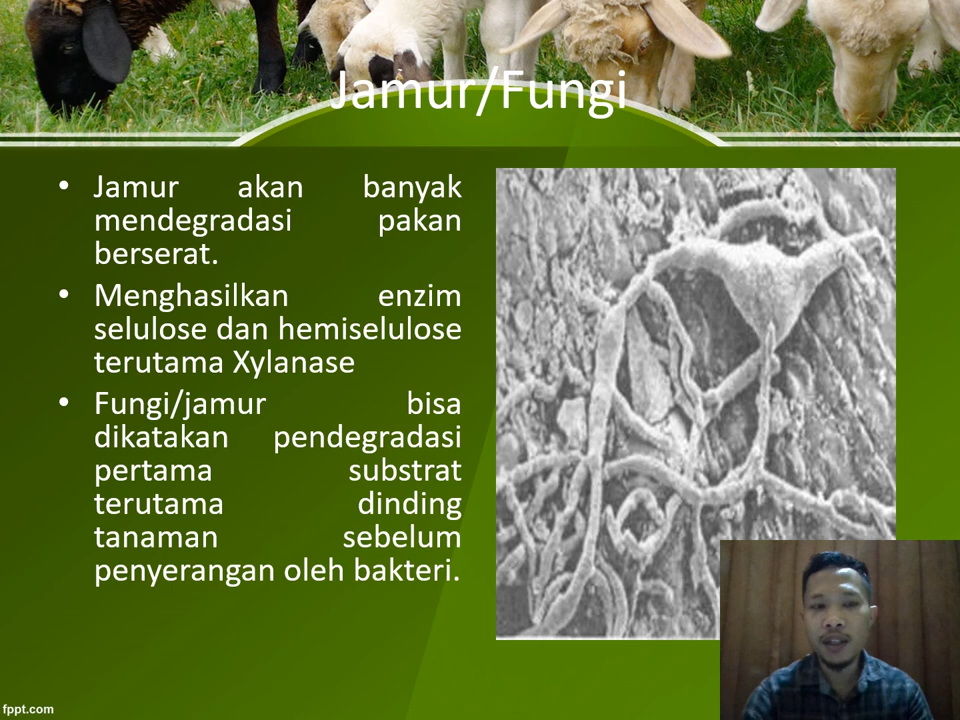 Jamur/Fungi
• Jamur akan banyak
mendegradasi pakan
berserat.
• Menghasilkan enzim
selulose dan hemiselulose
terutama Xylanase
• Fungi/jamur bisa
dikatakan pendegradasi
pertama substrat
terutama dinding
tanaman sebelum
penyerangan oleh bakteri.
fppt.com